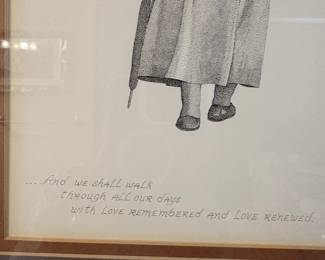 ....And we shall walk
through all our days
with love remembered and love renewed.